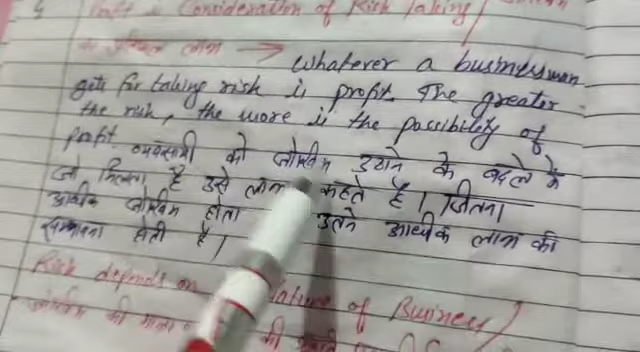 is Consideration of Risk taking/
लाभ → Whatever a businessman
gets for taking risk is profit. The greater
the risk, the more is the possibility of
profit. व्यवसायी को जोखिम उठाने के बदले में
जो मिलता है उसे लाभ कहते है। जितना
अधिक जोखिम होता उतने अधिक लाभ की
सम्भावना होती है।
Risk depends on Nature of Business/
जोखिम की मात्रा की